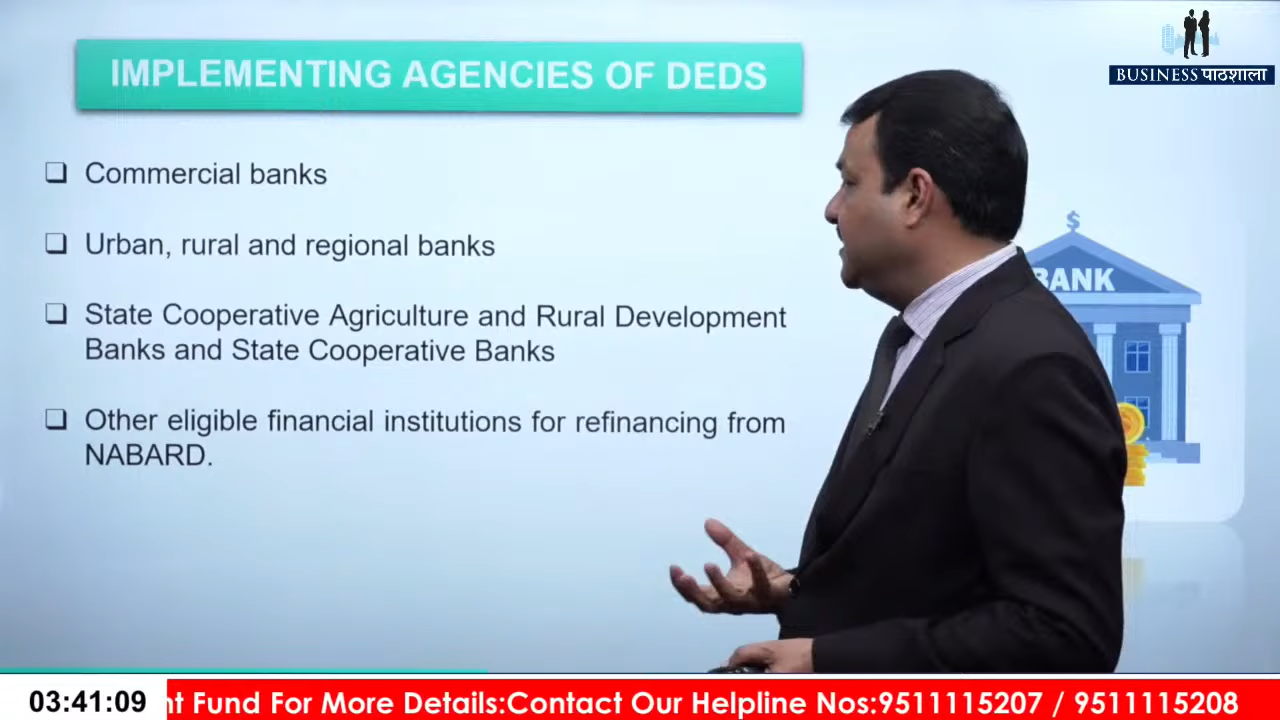 IMPLEMENTING AGENCIES OF DEDS
BUSINESS पाठशाला
❑ Commercial banks
❑ Urban, rural and regional banks
❑ State Cooperative Agriculture and Rural Development
Banks and State Cooperative Banks
❑ Other eligible financial institutions for refinancing from
NABARD.
$
BANK
03:41:09
nt Fund For More Details:Contact Our Helpline Nos:9511115207 / 9511115208